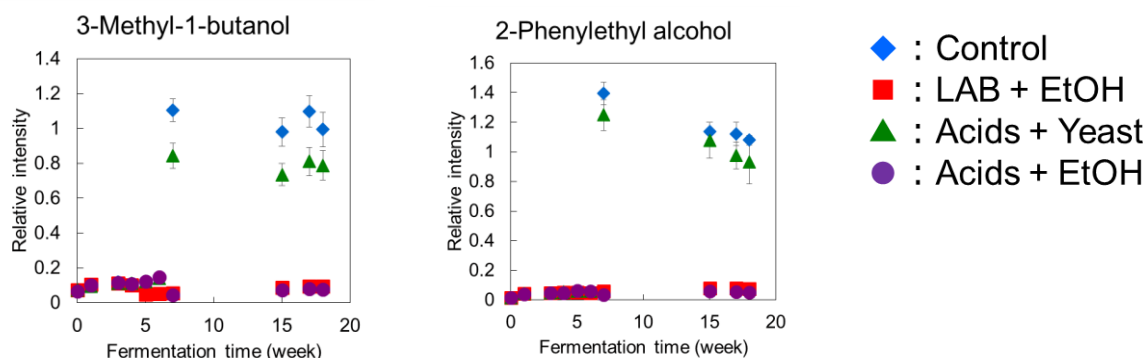 3-Methyl-1-butanol
Relative intensity
1.4
1.2
1
0.8
0.6
0.4
0.2
0
0
5
10
15
20
Fermentation time (week)
2-Phenylethyl alcohol
Relative intensity
1.6
1.4
1.2
1
0.8
0.6
0.4
0.2
0
0
5
10
15
20
Fermentation time (week)
: Control
: LAB + EtOH
: Acids + Yeast
: Acids + EtOH